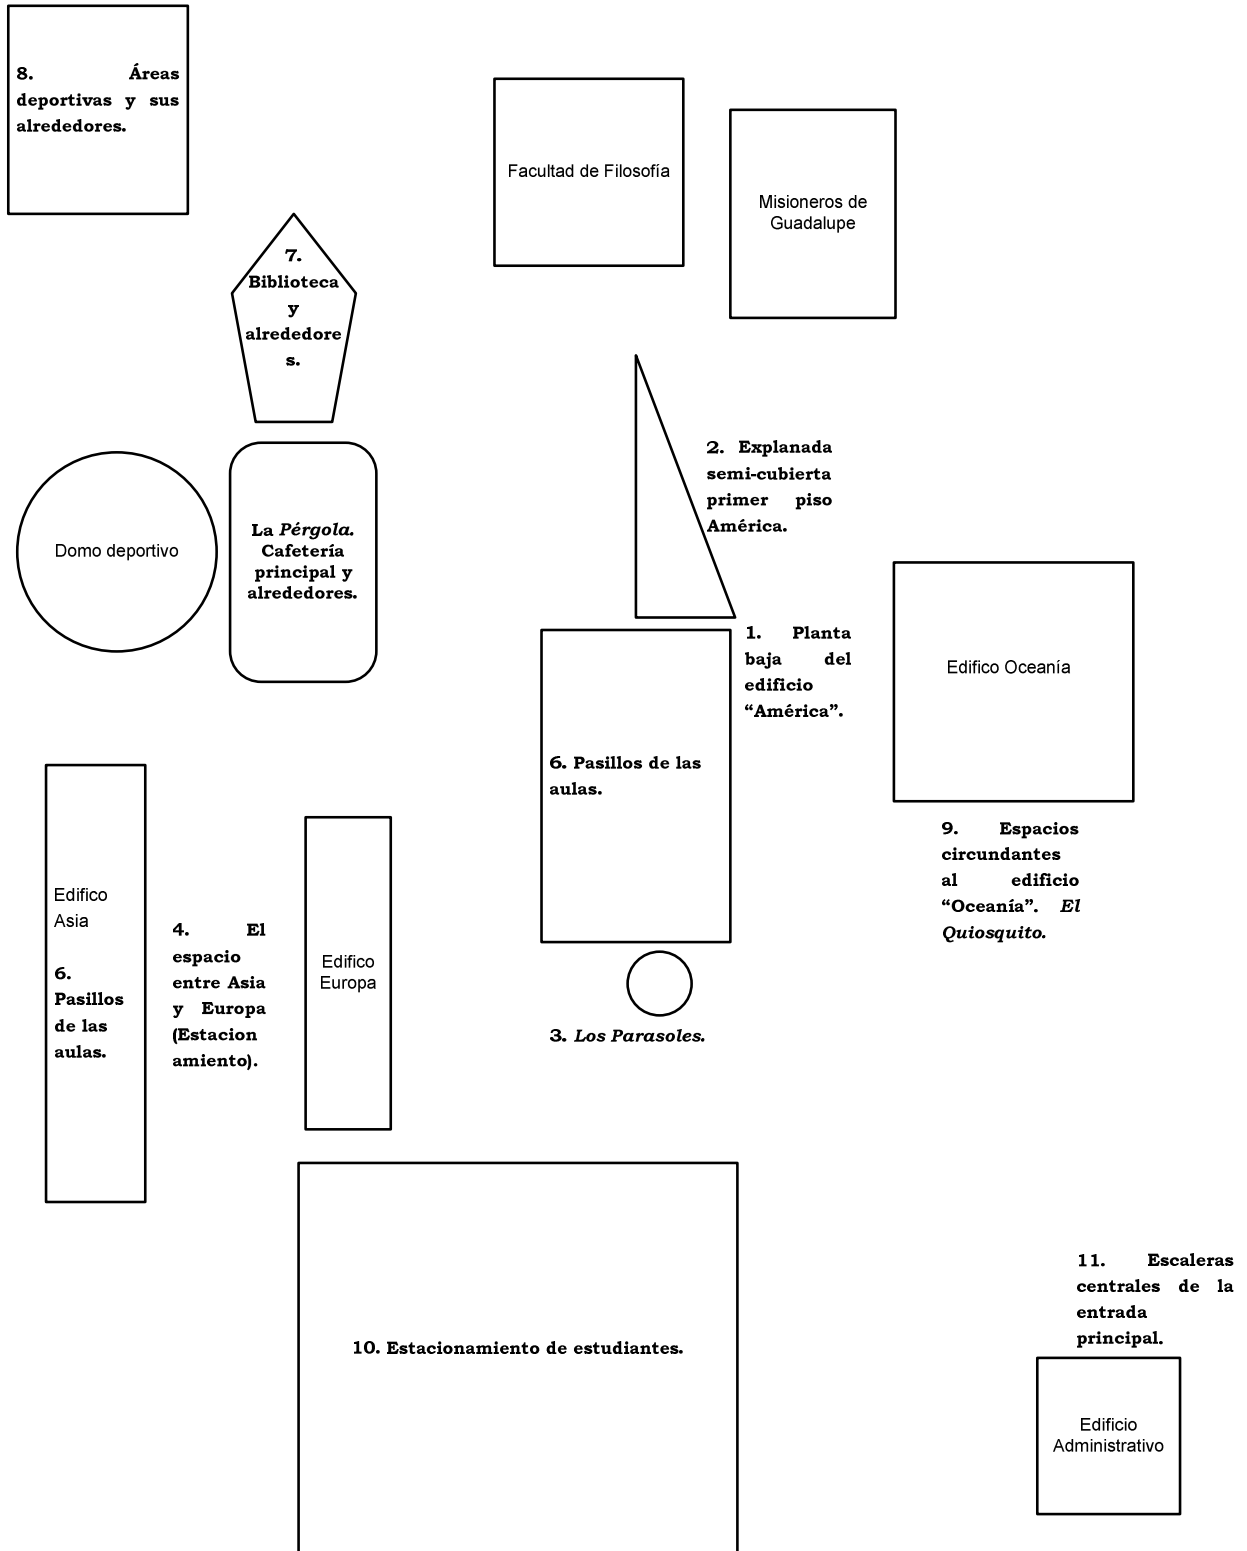 8. Áreas
deportivas y sus
alrededores.
Facultad de Filosofía
Misioneros de
Guadalupe
7.
Biblioteca
y
alrededore
s.
2. Explanada
semi-cubierta
primer piso
América.
Domo deportivo
La Pérgola.
Cafetería
principal y
alrededores.
1. Planta
baja del
edificio
“América”.
Edifico Oceanía
6. Pasillos de las
aulas.
9. Espacios
circundantes
al edificio
“Oceanía”. El
Quiosquito.
Edifico
Asia
6.
Pasillos
de las
aulas.
4. El
espacio
entre Asia
y Europa
(Estacion
amiento).
Edifico
Europa
3. Los Parasoles.
11. Escaleras
centrales de la
entrada
principal.
10. Estacionamiento de estudiantes.
Edificio
Administrativo